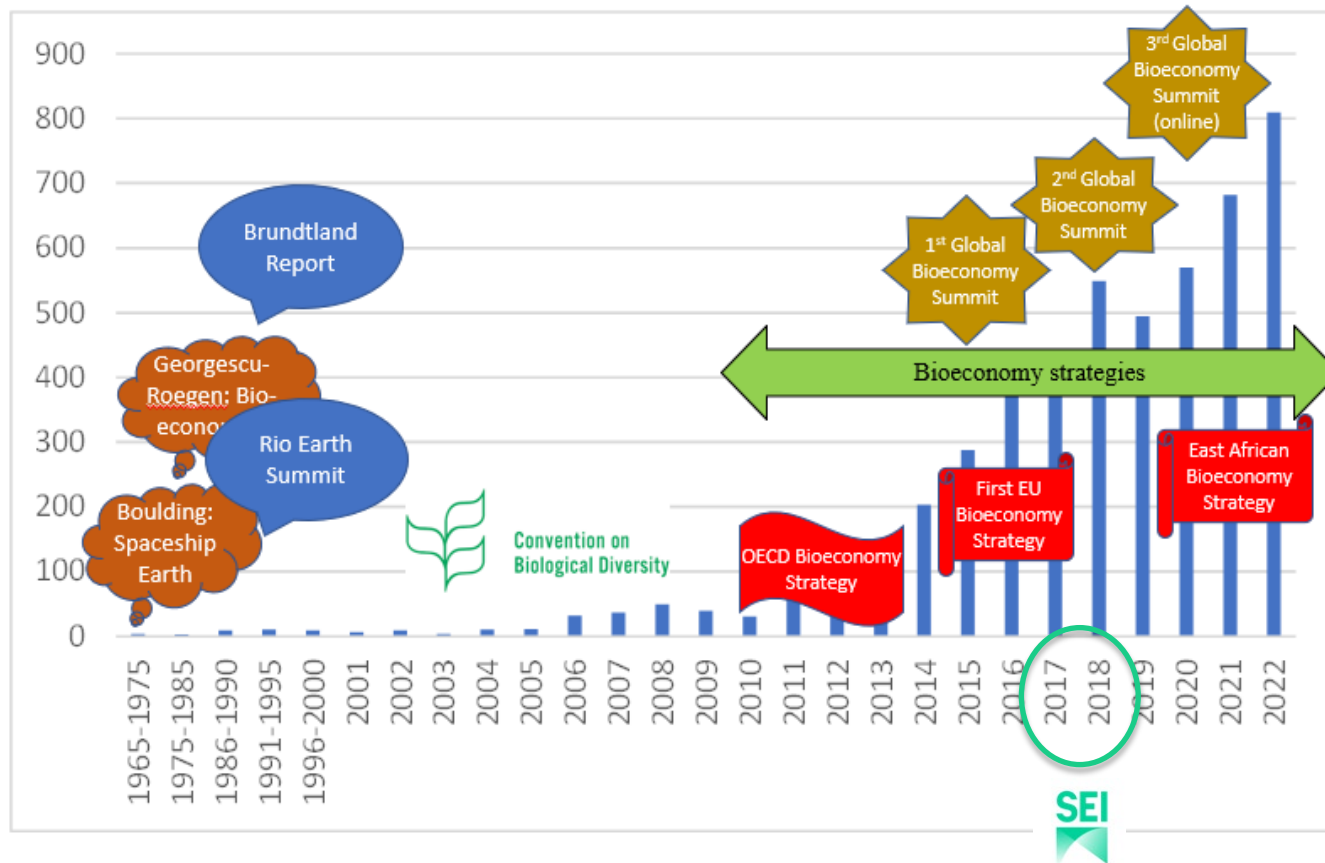 900
800
700
600
500
400
300
200
100
0
Brundtland
Report
Georgescu-
Roegen: Bio-
econo
Rio Earth
Summit
Boulding:
Spaceship
Earth
Convention on
Biological Diversity
OECD Bioeconomy
Strategy
First EU
Bioeconomy
Strategy
East African
Bioeconomy
Strategy
Bioeconomy strategies
1st Global
Bioeconomy
Summit
2nd Global
Bioeconomy
Summit
3rd Global
Bioeconomy
Summit
(online)
1965-1975
1975-1985
1986-1990
1991-1995
1996-2000
2001
2002
2003
2004
2005
2006
2007
2008
2009
2010
2011
2012
2013
2014
2015
2016
2017
2018
2019
2020
2021
2022
SEI